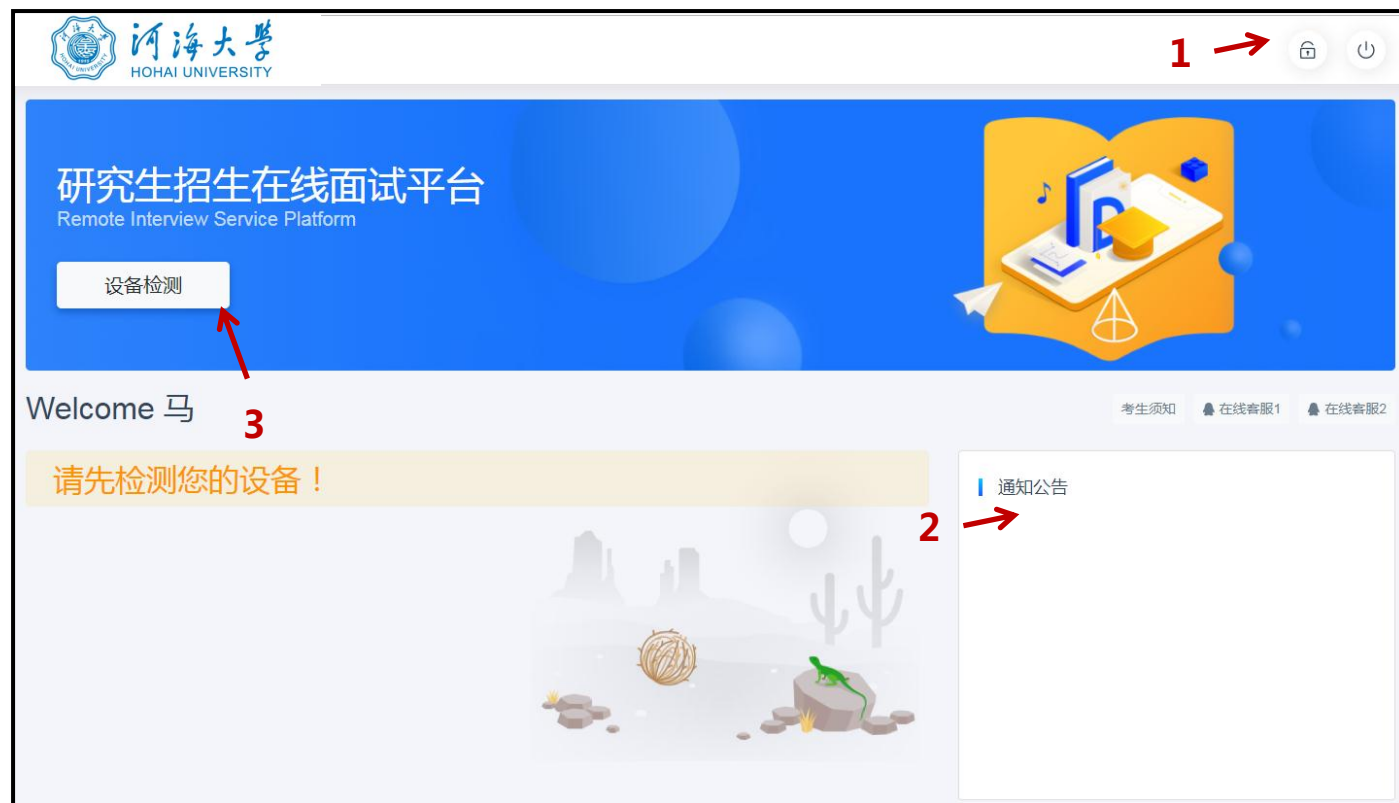 河海大學
HOHAI UNIVERSITY
1
研究生招生在线面试平台
Remote Interview Service Platform
设备检测
3
Welcome 马
考生须知 在线客服1 在线客服2
请先检测您的设备！
通知公告
2